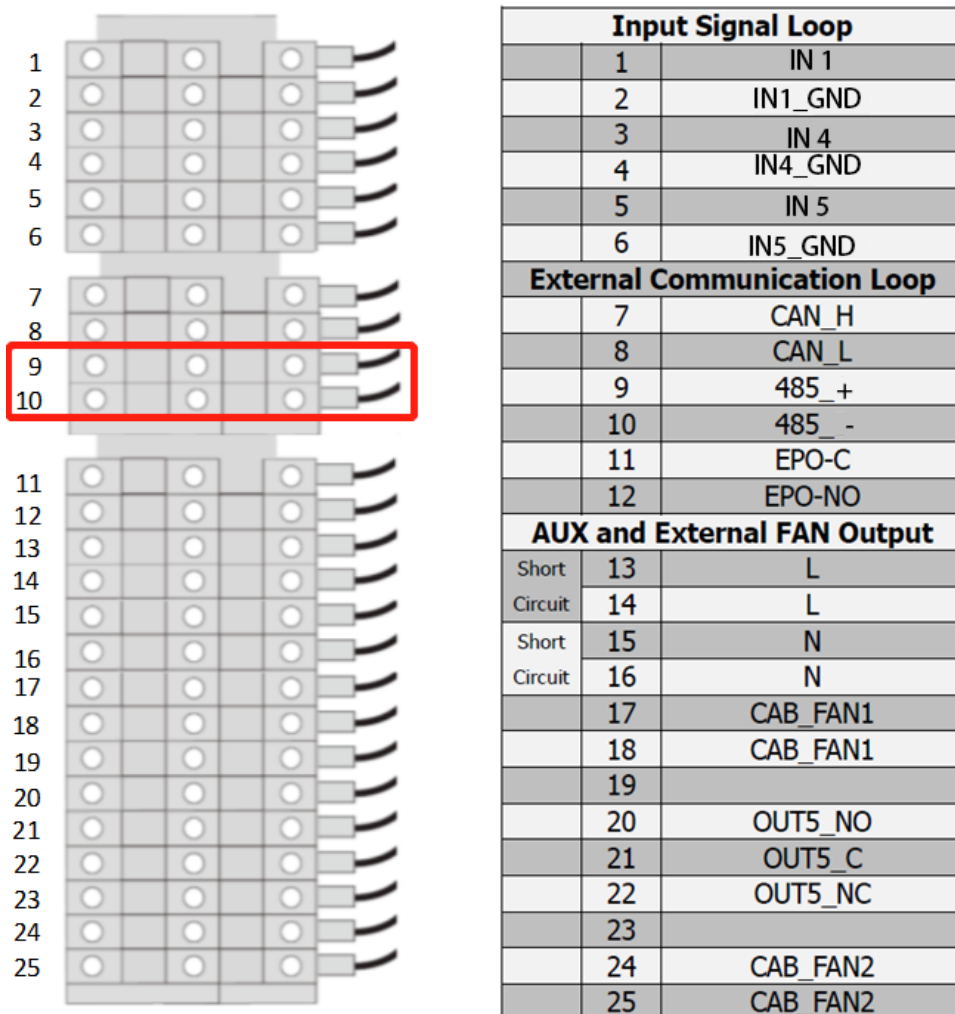 1
2
3
4
5
6
7
8
9
10
11
12
13
14
15
16
17
18
19
20
21
22
23
24
25
Input Signal Loop
1 IN 1
2 IN1_GND
3 IN 4
4 IN4_GND
5 IN 5
6 IN5_GND
External Communication Loop
7 CAN_H
8 CAN_L
9 485_+
10 485_ -
11 EPO-C
12 EPO-NO
AUX and External FAN Output
Short 13 L
Circuit 14 L
Short 15 N
Circuit 16 N
17 CAB_FAN1
18 CAB_FAN1
19
20 OUT5_NO
21 OUT5_C
22 OUT5_NC
23
24 CAB_FAN2
25 CAB_FAN2